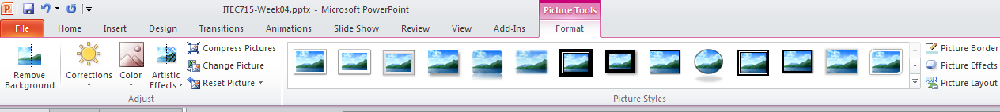 ITEC715-Week04.pptx - Microsoft PowerPoint
Picture Tools
File Home Insert Design Transitions Animations Slide Show Review View Add-Ins Format
Remove Background
Corrections
Color
Artistic Effects
Compress Pictures
Change Picture
Reset Picture
Picture Border
Picture Effects
Picture Layout
Adjust
Picture Styles